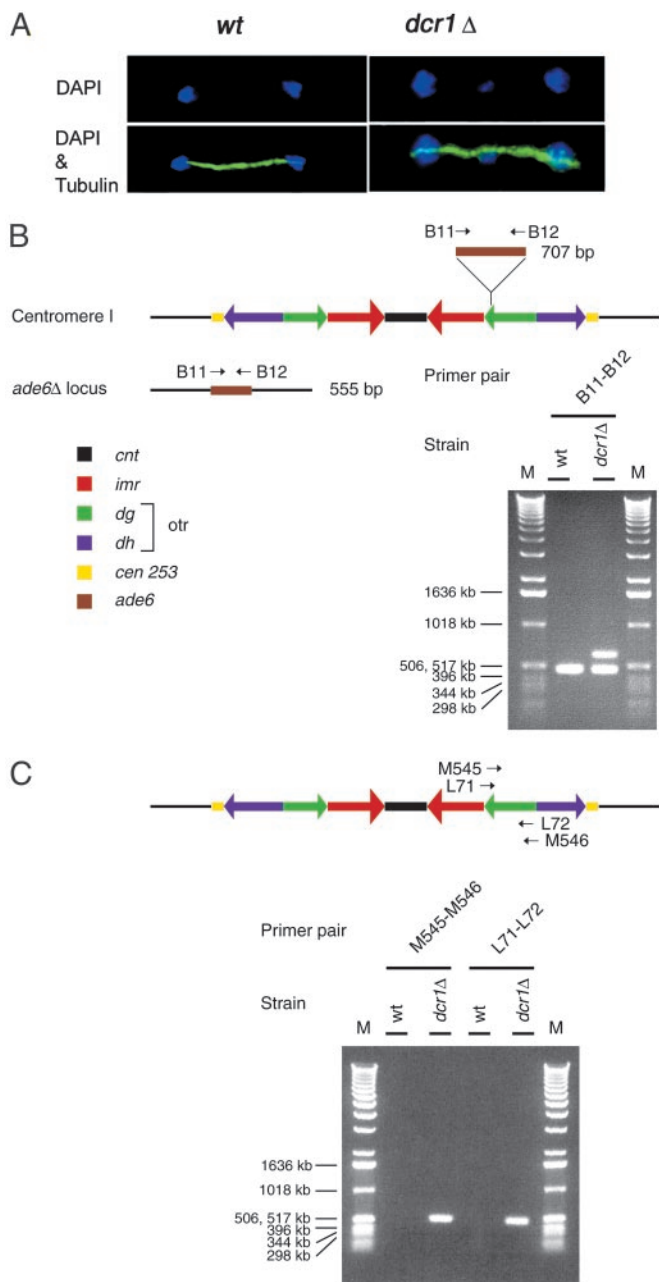 A
wt
dcr1 Δ
DAPI
DAPI
&
Tubulin
B
B11
B12
707 bp
Centromere I
ade6Δ locus
B11
B12
555 bp
Primer pair
B11-B12
Strain
M
wt
dcr1Δ
M
cnt
imr
dg
dh
otr
cen 253
ade6
1636 kb
1018 kb
506, 517 kb
396 kb
344 kb
298 kb
C
M545
L71
L72
M546
Primer pair
M545-M546
L71-L72
Strain
M
wt
dcr1Δ
wt
dcr1Δ
M
1636 kb
1018 kb
506, 517 kb
396 kb
344 kb
298 kb